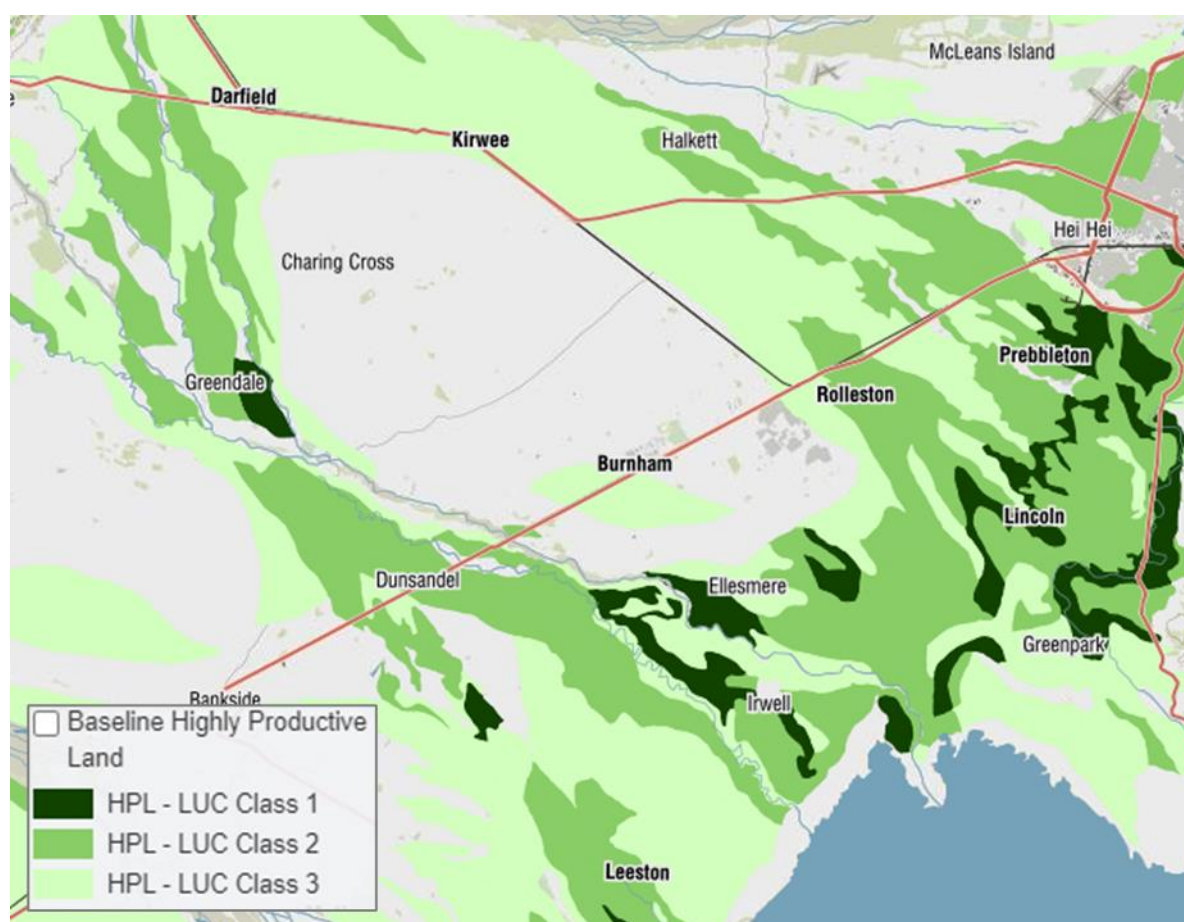 McLeans Island
Darfield
Kirwee
Halkett
Hei Hei
Charing Cross
Prebbleton
Greendale
Rolleston
Burnham
Lincoln
Dunsandel
Ellesmere
Greenpark
Bankside
Irwell
Baseline Highly Productive
Land
HPL - LUC Class 1
HPL - LUC Class 2
HPL - LUC Class 3
Leeston